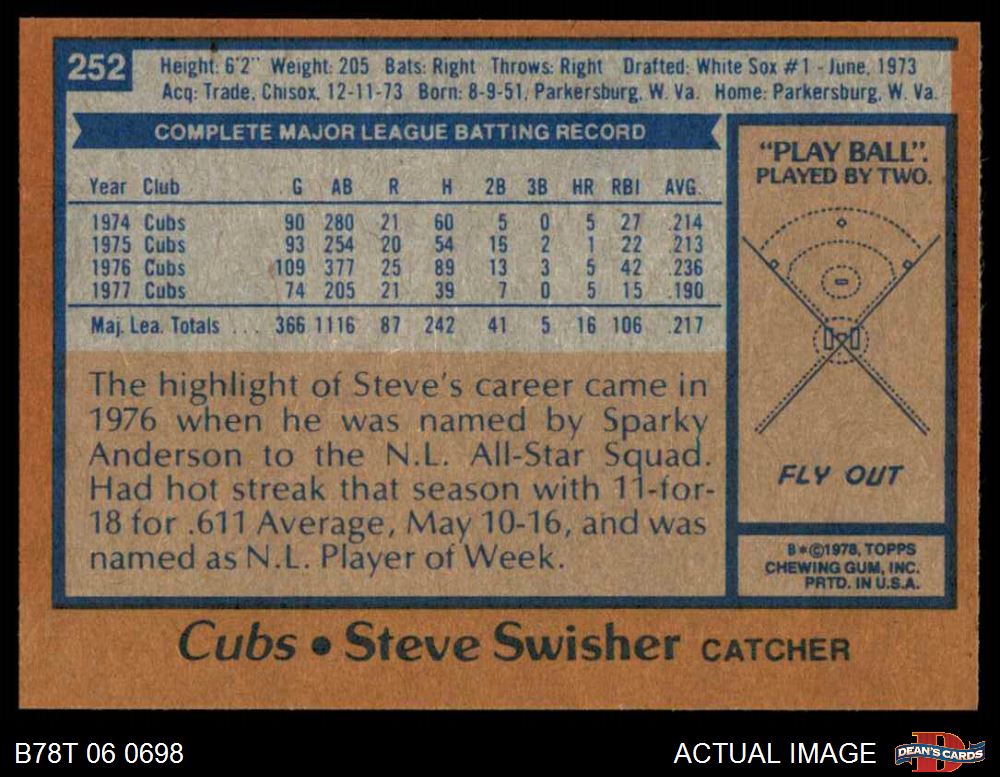 252
Height: 6'2" Weight: 205 Bats: Right Throws: Right Drafted: White Sox #1 - June, 1973
Acq: Trade, Chisox, 12-11-73 Born: 8-9-51, Parkersburg, W. Va. Home: Parkersburg, W. Va.
COMPLETE MAJOR LEAGUE BATTING RECORD
Year Club G AB R H 2B 3B HR RBI AVG.
1974 Cubs 90 280 21 60 5 0 5 27 .214
1975 Cubs 93 254 20 54 16 2 1 22 .213
1976 Cubs 109 377 25 89 13 3 5 42 .236
1977 Cubs 74 205 21 39 7 0 5 15 .190
Maj. Lea. Totals ... 366 1116 87 242 41 5 16 106 .217
The highlight of Steve's career came in
1976 when he was named by Sparky
Anderson to the N.L. All-Star Squad.
Had hot streak that season with 11-for-
18 for .611 Average, May 10-16, and was
named as N.L. Player of Week.
"PLAY BALL".
PLAYED BY TWO.
FLY OUT
B*©1978, TOPPS
CHEWING GUM, INC.
PRTD. IN U.S.A.
Cubs • Steve Swisher CATCHER
B78T 06 0698
ACTUAL IMAGE
D
DEAN'S CARDS